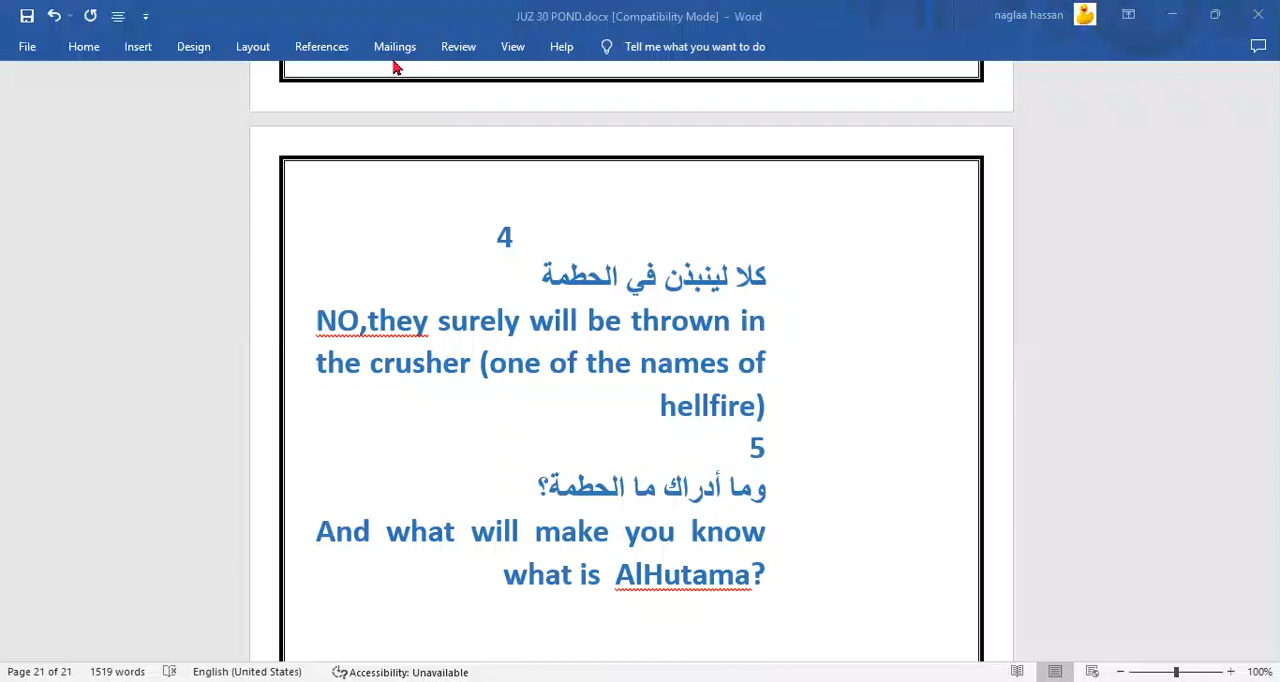 JUZ 30 POND.docx [Compatibility Mode] - Word
naglaa hassan
File Home Insert Design Layout References Mailings Review View Help Tell me what you want to do
4
كلا لينبذن في الحطمة
NO,they surely will be thrown in
the crusher (one of the names of
hellfire)
5
وما أدراك ما الحطمة؟
And what will make you know
what is AlHutama?
Page 21 of 21 1519 words English (United States) Accessibility: Unavailable 100%